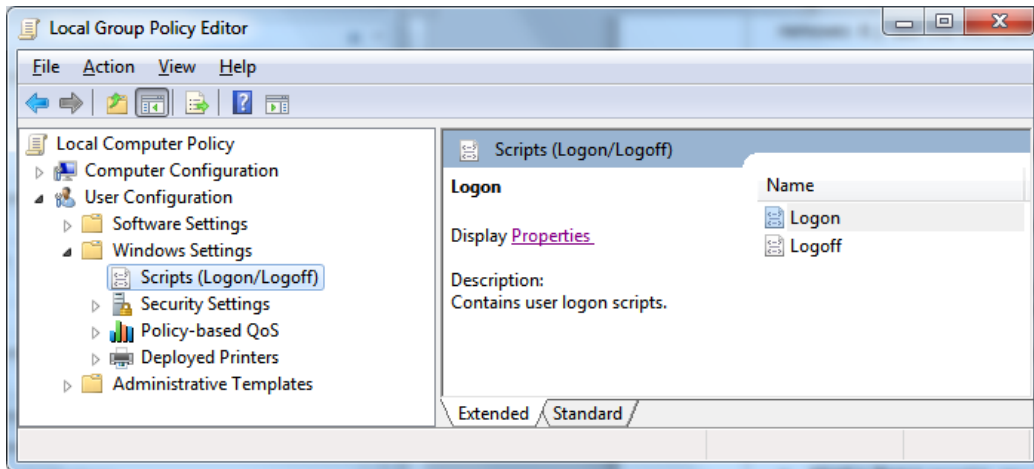 Local Group Policy Editor
File Action View Help
Local Computer Policy
Computer Configuration
User Configuration
Software Settings
Windows Settings
Scripts (Logon/Logoff)
Security Settings
Policy-based QoS
Deployed Printers
Administrative Templates
Scripts (Logon/Logoff)
Logon
Display Properties
Description:
Contains user logon scripts.
Name
Logon
Logoff
Extended Standard